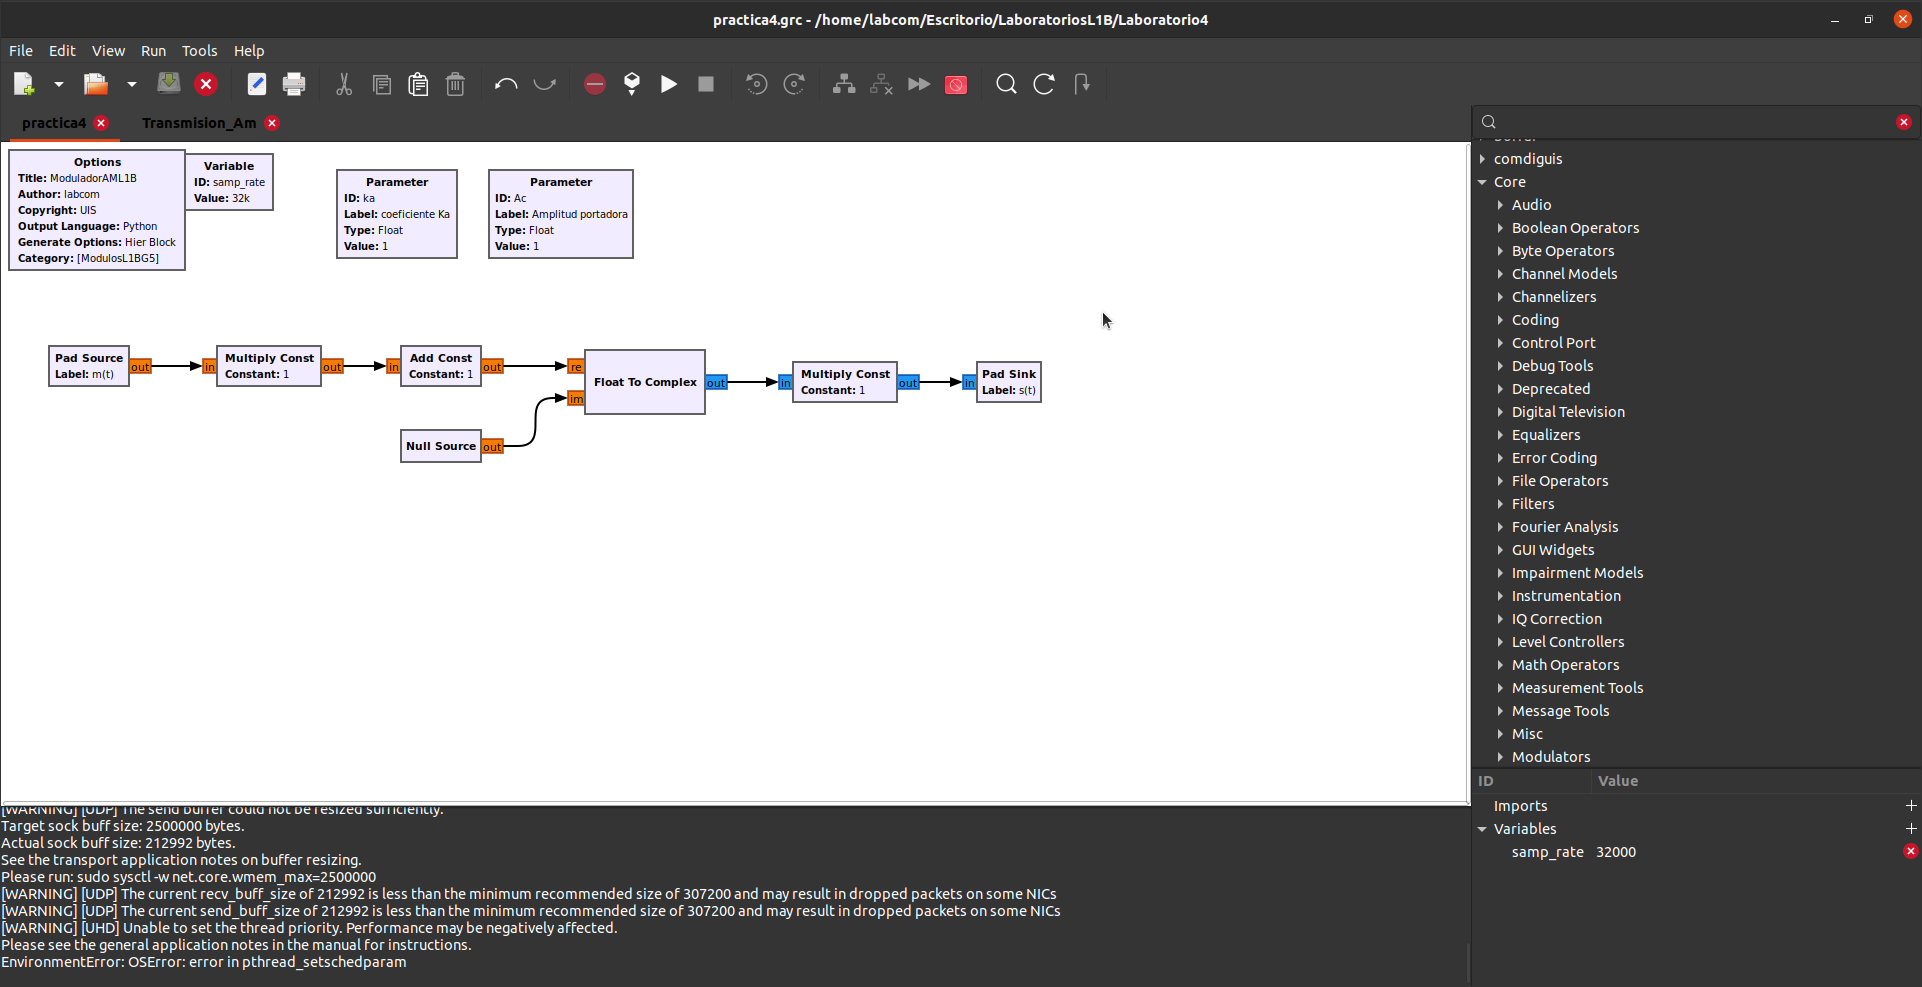 practica4.grc - /home/labcom/Escritorio/LaboratoriosL1B/Laboratorio4
File Edit View Run Tools Help
practica4 Transmision_Am
Options
Title: ModuladorAML1B
Author: labcom
Copyright: UIS
Output Language: Python
Generate Options: Hier Block
Category: [ModulosL1BG5]
Variable
ID: samp_rate
Value: 32k
Parameter
ID: ka
Label: coeficiente Ka
Type: Float
Value: 1
Parameter
ID: Ac
Label: Amplitud portadora
Type: Float
Value: 1
Pad Source
Label: m(t)
out
in
Multiply Const
Constant: 1
out
in
Add Const
Constant: 1
out
Null Source
out
re
im
Float To Complex
out
in
Multiply Const
Constant: 1
out
in
Pad Sink
Label: s(t)
comdiguis
Core
Audio
Boolean Operators
Byte Operators
Channel Models
Channelizers
Coding
Control Port
Debug Tools
Deprecated
Digital Television
Equalizers
Error Coding
File Operators
Filters
Fourier Analysis
GUI Widgets
Impairment Models
Instrumentation
IQ Correction
Level Controllers
Math Operators
Measurement Tools
Message Tools
Misc
Modulators
ID Value
Imports
Variables
samp_rate 32000
[WARNING] [UDP] The send buffer could not be resized sufficiently.
Target sock buff size: 2500000 bytes.
Actual sock buff size: 212992 bytes.
See the transport application notes on buffer resizing.
Please run: sudo sysctl -w net.core.wmem_max=2500000
[WARNING] [UDP] The current recv_buff_size of 212992 is less than the minimum recommended size of 307200 and may result in dropped packets on some NICs
[WARNING] [UDP] The current send_buff_size of 212992 is less than the minimum recommended size of 307200 and may result in dropped packets on some NICs
[WARNING] [UHD] Unable to set the thread priority. Performance may be negatively affected.
Please see the general application notes in the manual for instructions.
EnvironmentError: OSError: error in pthread_setschedparam